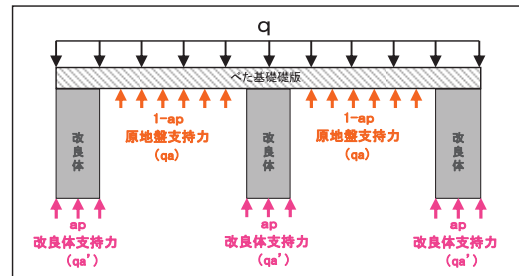 q
べた基礎礎版
1-ap
原地盤支持力
(qa)
1-ap
原地盤支持力
(qa)
改良体
改良体
改良体
ap
改良体支持力
(qa')
ap
改良体支持力
(qa')
ap
改良体支持力
(qa')